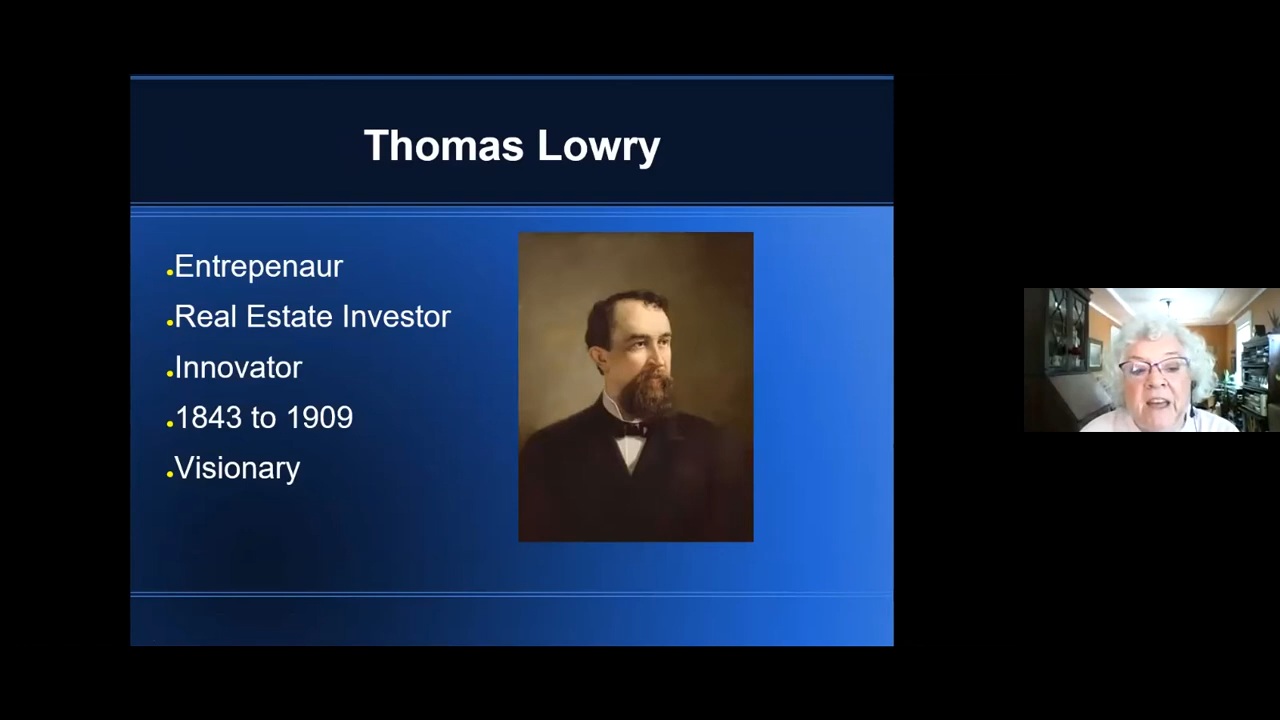 Thomas Lowry
Entrepenaur
Real Estate Investor
Innovator
1843 to 1909
Visionary